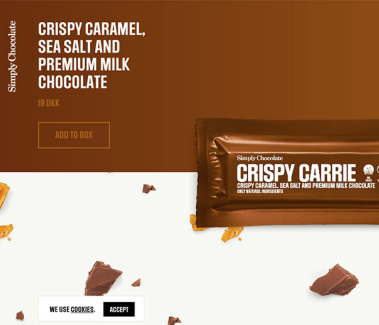 Simply Chocolate
CRISPY CARAMEL,
SEA SALT AND
PREMIUM MILK
CHOCOLATE
19 DKK
ADD TO BOX
Simply Chocolate
CRISPY CARRIE
CRISPY CARAMEL, SEA SALT AND PREMIUM MILK CHOCOLATE
ONLY NATURAL INGREDIENTS
WE USE COOKIES.
ACCEPT